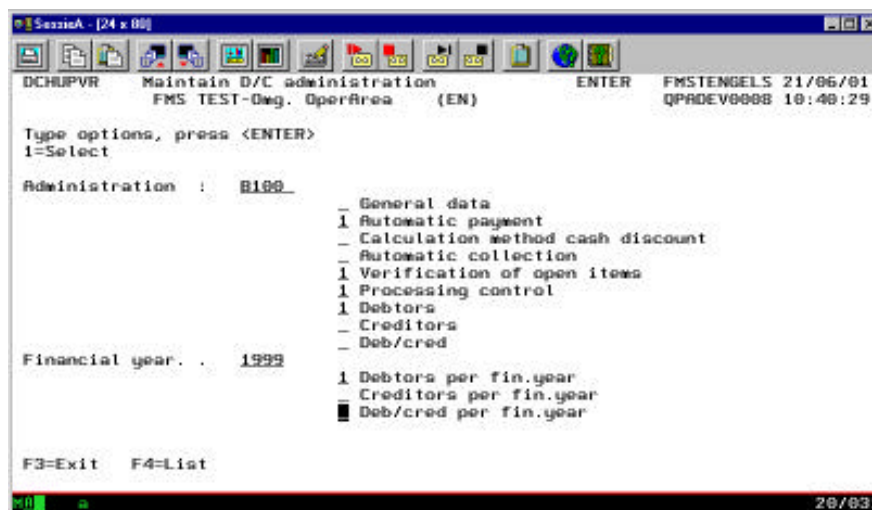 SessieA - [24 x 80]
DCHUPVR Maintain D/C administration ENTER FMSTENGELS 21/06/01
FMS TEST-Omg. OperArea (EN) QPADEV0008 10:40:29
Type options, press <ENTER>
1=Select
Administration : B100_
_ General data
1 Automatic payment
_ Calculation method cash discount
_ Automatic collection
1 Verification of open items
1 Processing control
1 Debtors
_ Creditors
_ Deb/cred
Financial year. . 1999
1 Debtors per fin.year
_ Creditors per fin.year
Deb/cred per fin.year
F3=Exit F4=List
MA a 20/03